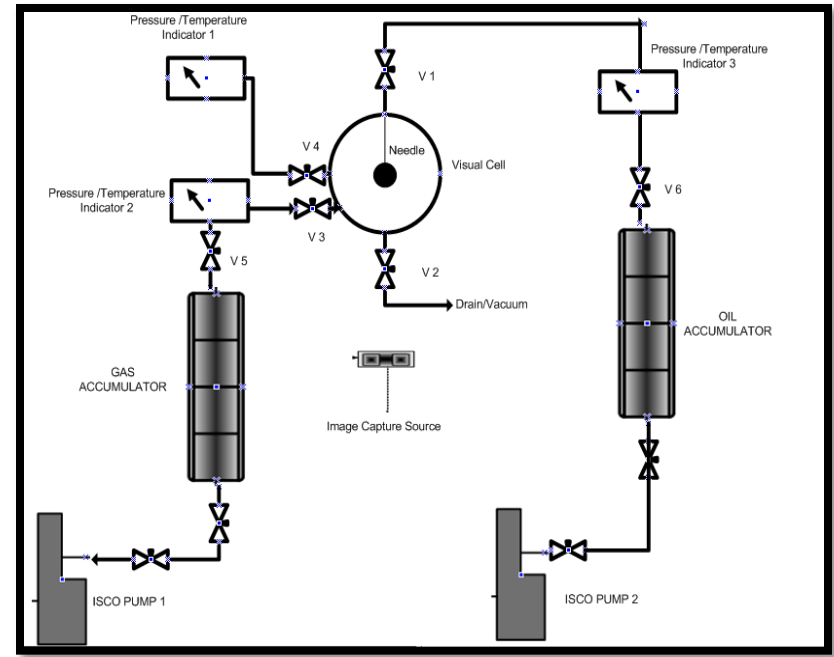 Pressure /Temperature
Indicator 1
V 1
Pressure /Temperature
Indicator 3
V 4
Needle
Visual Cell
Pressure /Temperature
Indicator 2
V 6
V 3
V 5
V 2
Drain/Vacuum
OIL
ACCUMULATOR
GAS
ACCUMULATOR
Image Capture Source
ISCO PUMP 1
ISCO PUMP 2